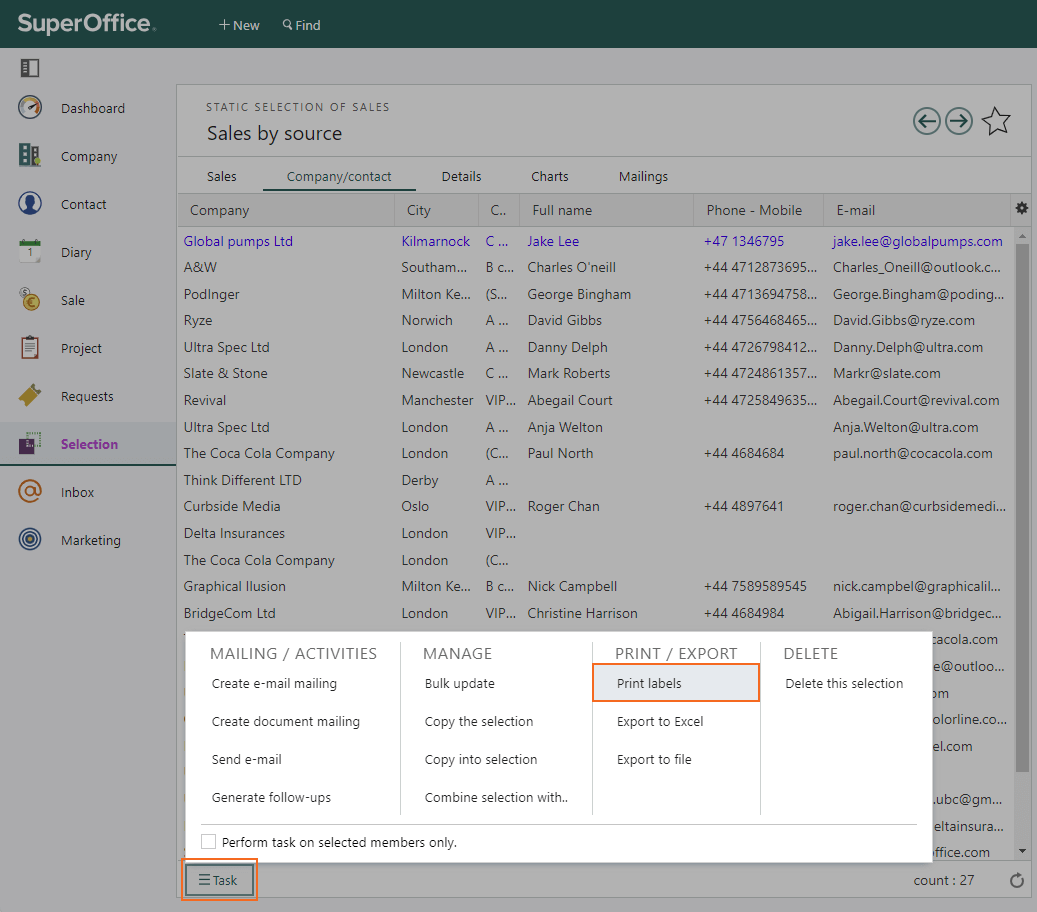 SuperOffice.
+ New
Find
Dashboard
Company
Contact
1
Diary
Sale
Project
Requests
Selection
Inbox
Marketing
STATIC SELECTION OF SALES
Sales by source
Sales Company/contact Details Charts Mailings
Company City C.. Full name Phone - Mobile E-mail
Global pumps Ltd Kilmarnock C ... Jake Lee +47 1346795 jake.lee@globalpumps.com
A&W Southam... B c... Charles O'neill +44 4712873695... Charles_Oneill@outlook.c...
PodInger Milton Ke... (S... George Bingham +44 4713694758... George.Bingham@poding...
Ryze Norwich A ... David Gibbs +44 4756468465... David.Gibbs@ryze.com
Ultra Spec Ltd London A ... Danny Delph +44 4726798412... Danny.Delph@ultra.com
Slate & Stone Newcastle C ... Mark Roberts +44 4724861357... Markr@slate.com
Revival Manchester VIP... Abegail Court +44 4725849635... Abegail.Court@revival.com
Ultra Spec Ltd London A ... Anja Welton Anja.Welton@ultra.com
The Coca Cola Company London (C... Paul North +44 4684684 paul.north@cocacola.com
Think Different LTD Derby A ...
Curbside Media Oslo VIP... Roger Chan +44 4897641 roger.chan@curbsidemedi...
Delta Insurances London VIP...
The Coca Cola Company London (C...
Graphical Ilusion Milton Ke... B c... Nick Campbell +44 7589589545 nick.campbel@graphicalil...
BridgeCom Ltd London VIP... Christine Harrison +44 4684984 Abigail.Harrison@bridgec...
cacola.com
e@outloo...
om
olorline.co...
el.com
.ubc@gm...
eltainsura...
ffice.com
MAILING / ACTIVITIES
Create e-mail mailing
Create document mailing
Send e-mail
Generate follow-ups
MANAGE
Bulk update
Copy the selection
Copy into selection
Combine selection with..
PRINT / EXPORT
Print labels
Export to Excel
Export to file
DELETE
Delete this selection
Perform task on selected members only.
Task
count : 27